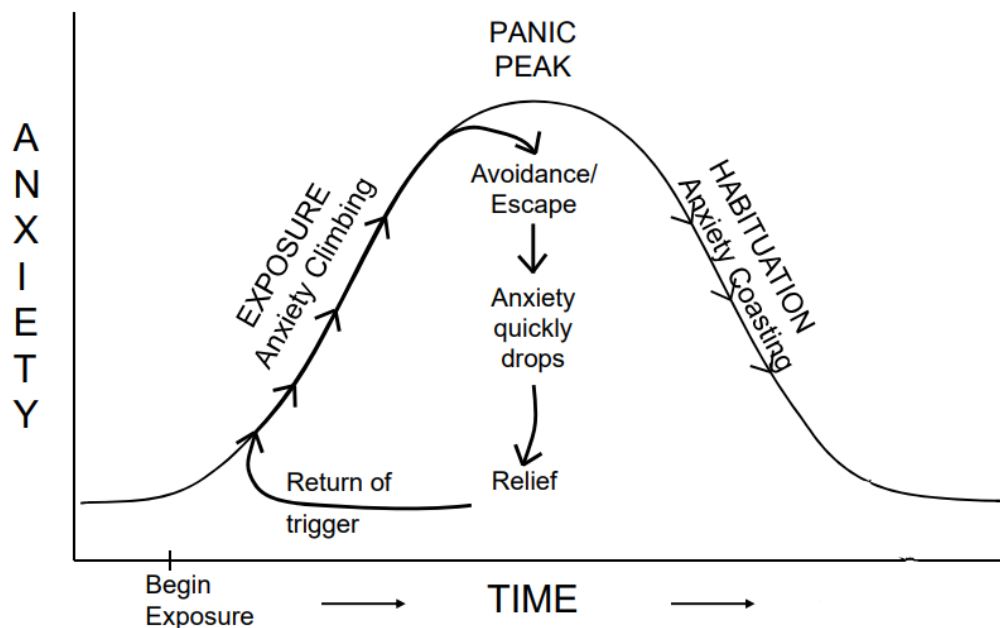 PANIC
PEAK
ANXIETY
EXPOSURE
Anxiety Climbing
Avoidance/
Escape
Anxiety
quickly
drops
Relief
Return of
trigger
HABITUATION
Anxiety Coasting
Begin
Exposure
TIME